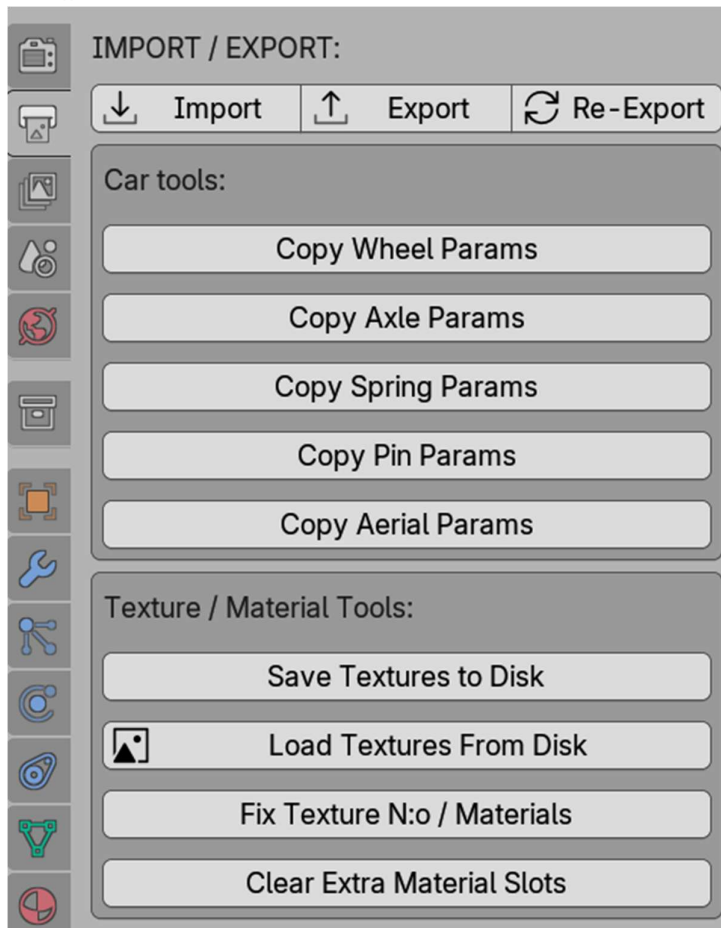 IMPORT / EXPORT:
Import Export Re-Export
Car tools:
Copy Wheel Params
Copy Axle Params
Copy Spring Params
Copy Pin Params
Copy Aerial Params
Texture / Material Tools:
Save Textures to Disk
Load Textures From Disk
Fix Texture N:o / Materials
Clear Extra Material Slots